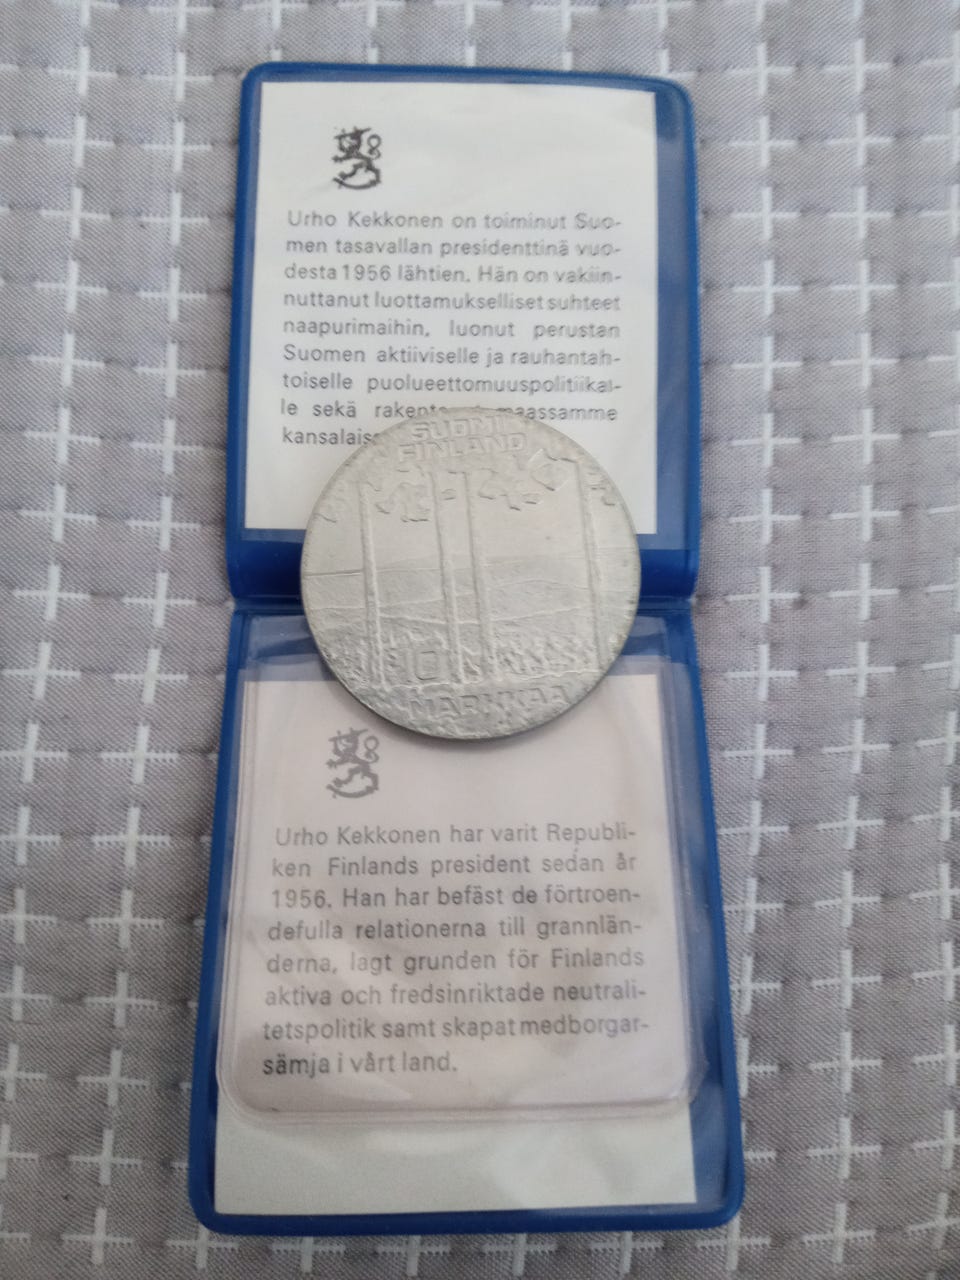 Urho Kekkonen on toiminut Suo-
men tasavallan presidenttinä vuo-
desta 1956 lähtien. Hän on vakiin-
nuttanut luottamukselliset suhteet
naapurimaihin, luonut perustan
Suomen aktiiviselle ja rauhantah-
toiselle puolueettomuuspolitiikal-
le sekä maassamme
SUOMI
FINLAND
10
MARKKAA
Urho Kekkonen har varit Republi-
ken Finlands president sedan år
1956. Han har befäst de förtroen-
defulla relationerna till grannlän-
derna, lagt grunden för Finlands
aktiva och fredsinriktade neutrali-
tetspolitik samt skapat medborgar-
sämja i vårt land.